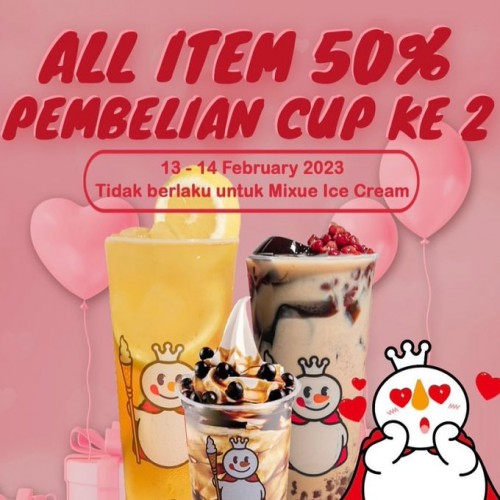 ALL ITEM 50%
PEMBELIAN CUP KE 2
13 - 14 February 2023
Tidak berlaku untuk Mixue Ice Cream